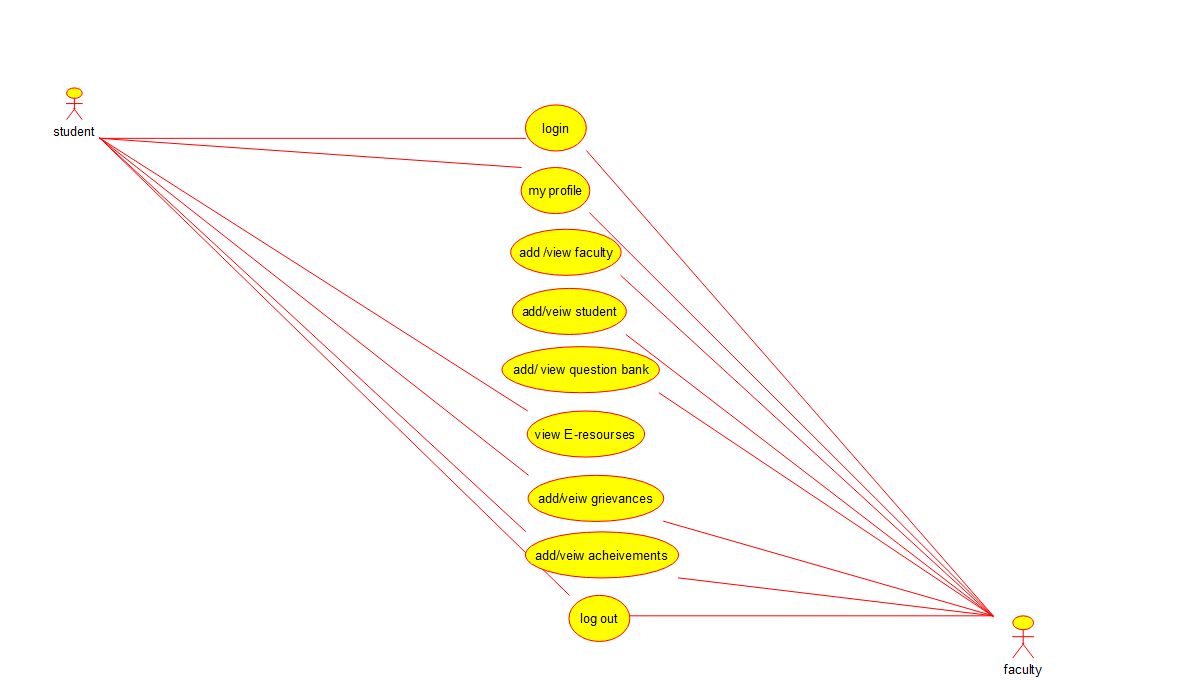 student
login
my profile
add /view faculty
add/veiw student
add/ view question bank
view E-resourses
add/veiw grievances
add/veiw acheivements
log out
faculty